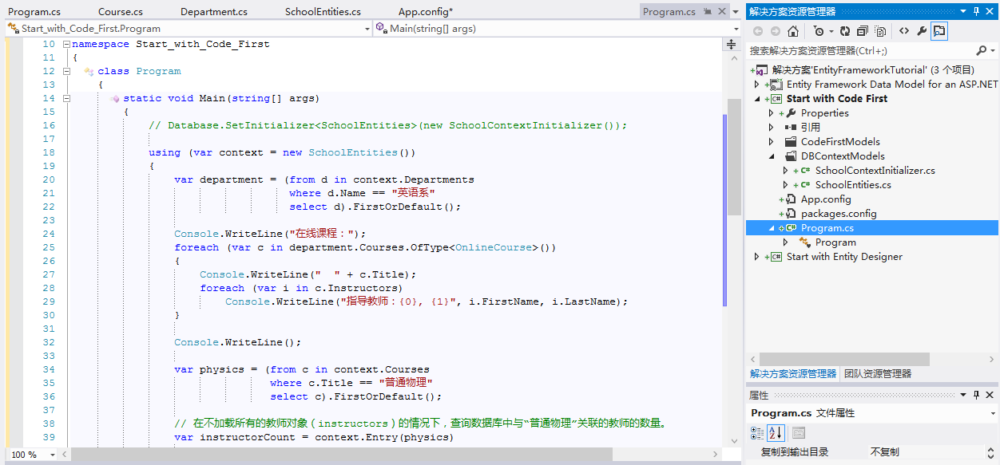 Program.cs Course.cs Department.cs SchoolEntities.cs App.config* Program.cs
Start_with_Code_First.Program Main(string[] args)
10 namespace Start_with_Code_First
11 {
12 class Program
13 {
14 static void Main(string[] args)
15 {
16 // Database.SetInitializer<SchoolEntities>(new SchoolContextInitializer());
17
18 using (var context = new SchoolEntities())
19 {
20 var department = (from d in context.Departments
21 where d.Name == "英语系"
22 select d).FirstOrDefault();
23
24 Console.WriteLine("在线课程：");
25 foreach (var c in department.Courses.OfType<OnlineCourse>())
26 {
27 Console.WriteLine("  " + c.Title);
28 foreach (var i in c.Instructors)
29 Console.WriteLine("指导教师：{0}, {1}", i.FirstName, i.LastName);
30 }
31
32 Console.WriteLine();
33
34 var physics = (from c in context.Courses
35 where c.Title == "普通物理"
36 select c).FirstOrDefault();
37
38 // 在不加载所有的教师对象（instructors）的情况下，查询数据库中与“普通物理”关联的教师的数量。
39 var instructorCount = context.Entry(physics)
100 %
解决方案资源管理器
搜索解决方案资源管理器(Ctrl+;)
解决方案'EntityFrameworkTutorial' (3 个项目)
Entity Framework Data Model for an ASP.NET
Start with Code First
Properties
引用
CodeFirstModels
DBContextModels
SchoolContextInitializer.cs
SchoolEntities.cs
App.config
packages.config
Program.cs
Program
Start with Entity Designer
解决方案资源管理器 团队资源管理器
属性
Program.cs 文件属性
复制到输出目录 不复制